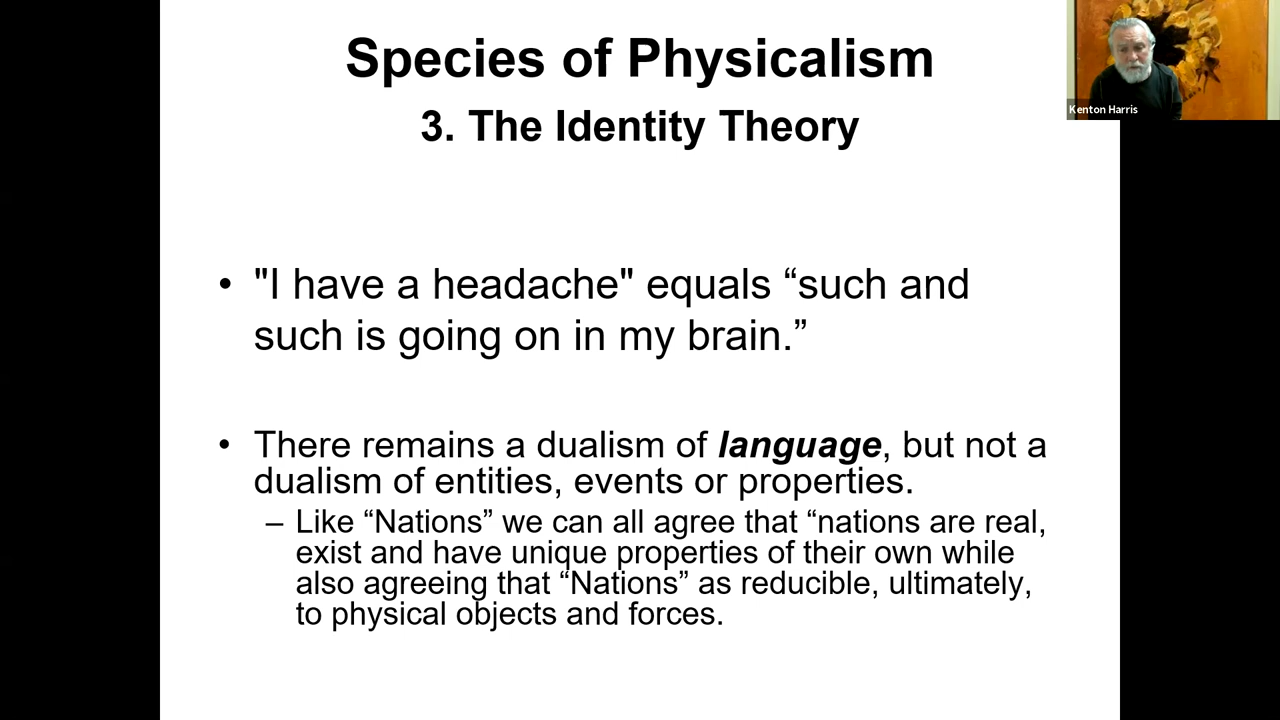 Species of Physicalism
3. The Identity Theory
Kenton Harris
• "I have a headache" equals “such and
such is going on in my brain.”
• There remains a dualism of language, but not a
dualism of entities, events or properties.
– Like “Nations” we can all agree that “nations are real,
exist and have unique properties of their own while
also agreeing that “Nations” as reducible, ultimately,
to physical objects and forces.